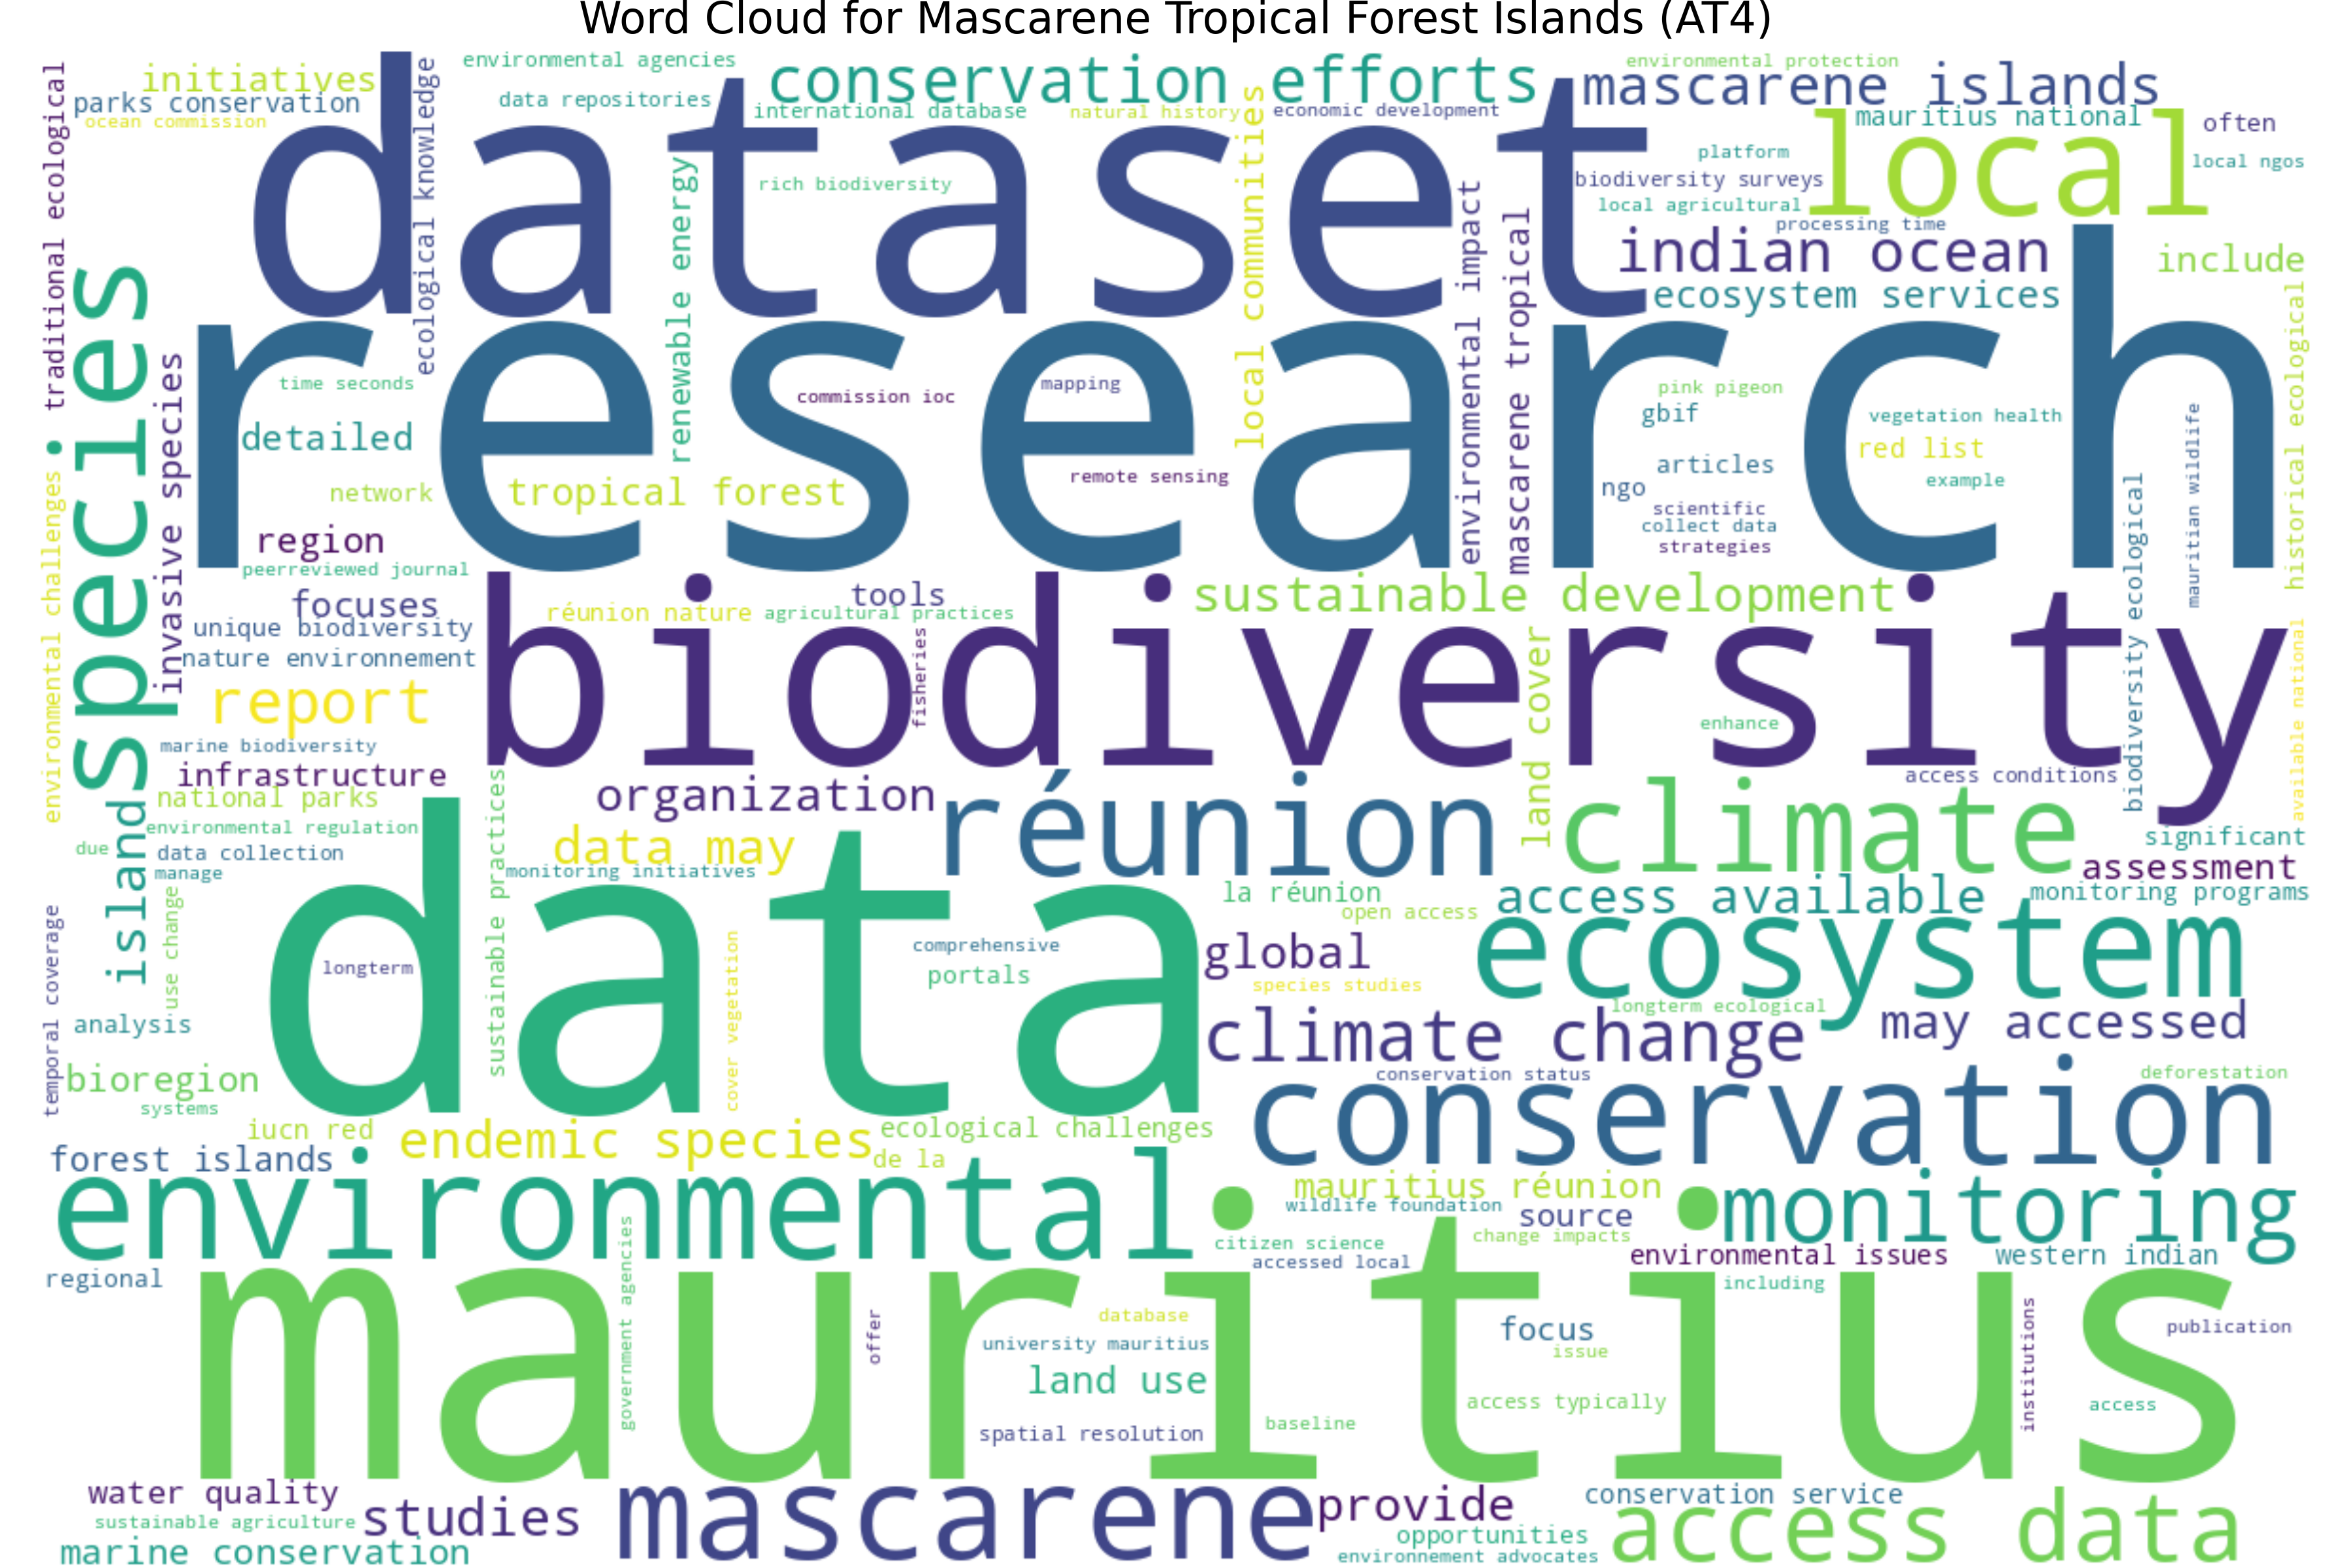 Word Cloud for Mascarene Tropical Forest Islands (AT4)
environmental agencies
conservation efforts
environmental protection
mascarene islands
initiatives
parks conservation
ocean commission
data repositories
international database
natural history
economic development
mauritius national
often
local
local ngos
platform
biodiversity surveys
local agricultural
processing time
dataset
rich biodiversity
traditional ecological
ecological knowledge
renewable energy
local communities
environmental impact
mascarene tropical
indian ocean
include
ecosystem services
historical ecological
species
invasive species
research
time seconds
commission ioc
mapping
pink pigeon
gbif
vegetation health
red list
articles
example
ngo
scientific
collect data
strategies
mauritian wildlife
detailed
network
tropical forest
remote sensing
region
peerreviewed journal
environmental challenges
focuses
tools
sustainable development
réunion nature
agricultural practices
unique biodiversity
nature environnement
biodiversity
fisheries
land cover
enhance
biodiversity ecological
available national
report
marine biodiversity
infrastructure
national parks
organization
réunion
climate
access conditions
significant
environmental regulation
due
data collection
manage
island
data may
monitoring initiatives
sustainable practices
assessment
la réunion
open access
access available
monitoring programs
ecosystem
use change
temporal coverage
longterm
data
cover vegetation
comprehensive
portals
global
species studies
longterm ecological
climate change
may accessed
analysis
bioregion
systems
conservation status
deforestation
conservation
iucn red
endemic species
ecological challenges
forest islands
de la
environmental
mauritius réunion
wildlife foundation
source
monitoring
citizen science
change impacts
accessed local
environmental issues
western indian
regional
government agencies
mauritius
including
offer
database
university mauritius
focus
issue
institutions
publication
land use
access typically
access
baseline
spatial resolution
water quality
studies
mascarene
provide
conservation service
sustainable agriculture
opportunities
access data
marine conservation
environnement advocates